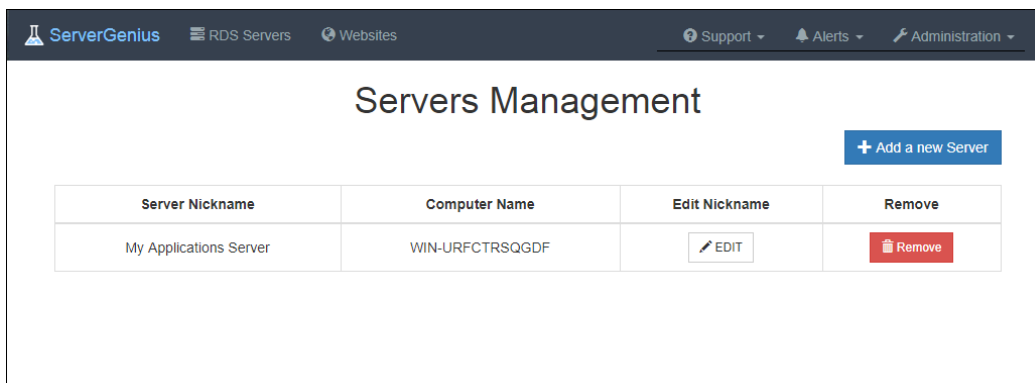 ServerGenius RDS Servers Websites Support Alerts Administration
Servers Management
Add a new Server
Server Nickname Computer Name Edit Nickname Remove
My Applications Server WIN-URFCTRSQGDF EDIT Remove